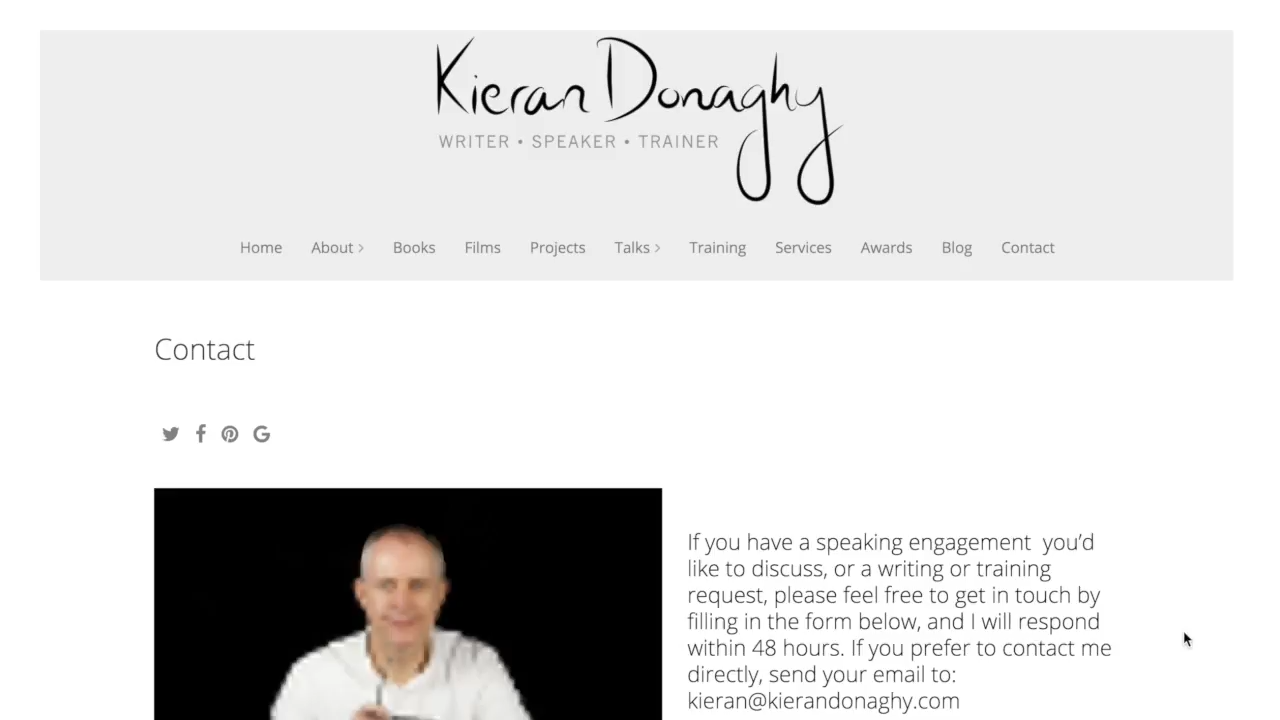 Kieran Donaghy
WRITER • SPEAKER • TRAINER
Home About › Books Films Projects Talks › Training Services Awards Blog Contact
Contact
If you have a speaking engagement you’d
like to discuss, or a writing or training
request, please feel free to get in touch by
filling in the form below, and I will respond
within 48 hours. If you prefer to contact me
directly, send your email to:
kieran@kierandonaghy.com